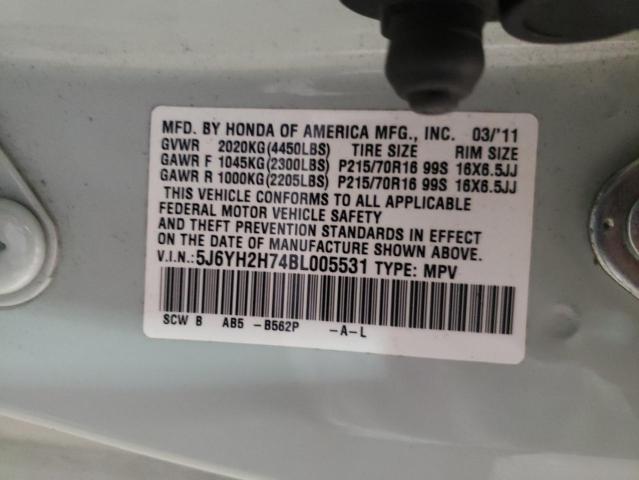 MFD. BY HONDA OF AMERICA MFG., INC. 03/'11
GVWR 2020KG(4450LBS) TIRE SIZE RIM SIZE
GAWR F 1045KG(2300LBS) P215/70R16 99S 16X6.5JJ
GAWR R 1000KG(2205LBS) P215/70R16 99S 16X6.5JJ
THIS VEHICLE CONFORMS TO ALL APPLICABLE
FEDERAL MOTOR VEHICLE SAFETY
AND THEFT PREVENTION STANDARDS IN EFFECT
ON THE DATE OF MANUFACTURE SHOWN ABOVE.
V.I.N.:5J6YH2H74BL005531 TYPE: MPV
SCW B AB5 -B562P -A-L